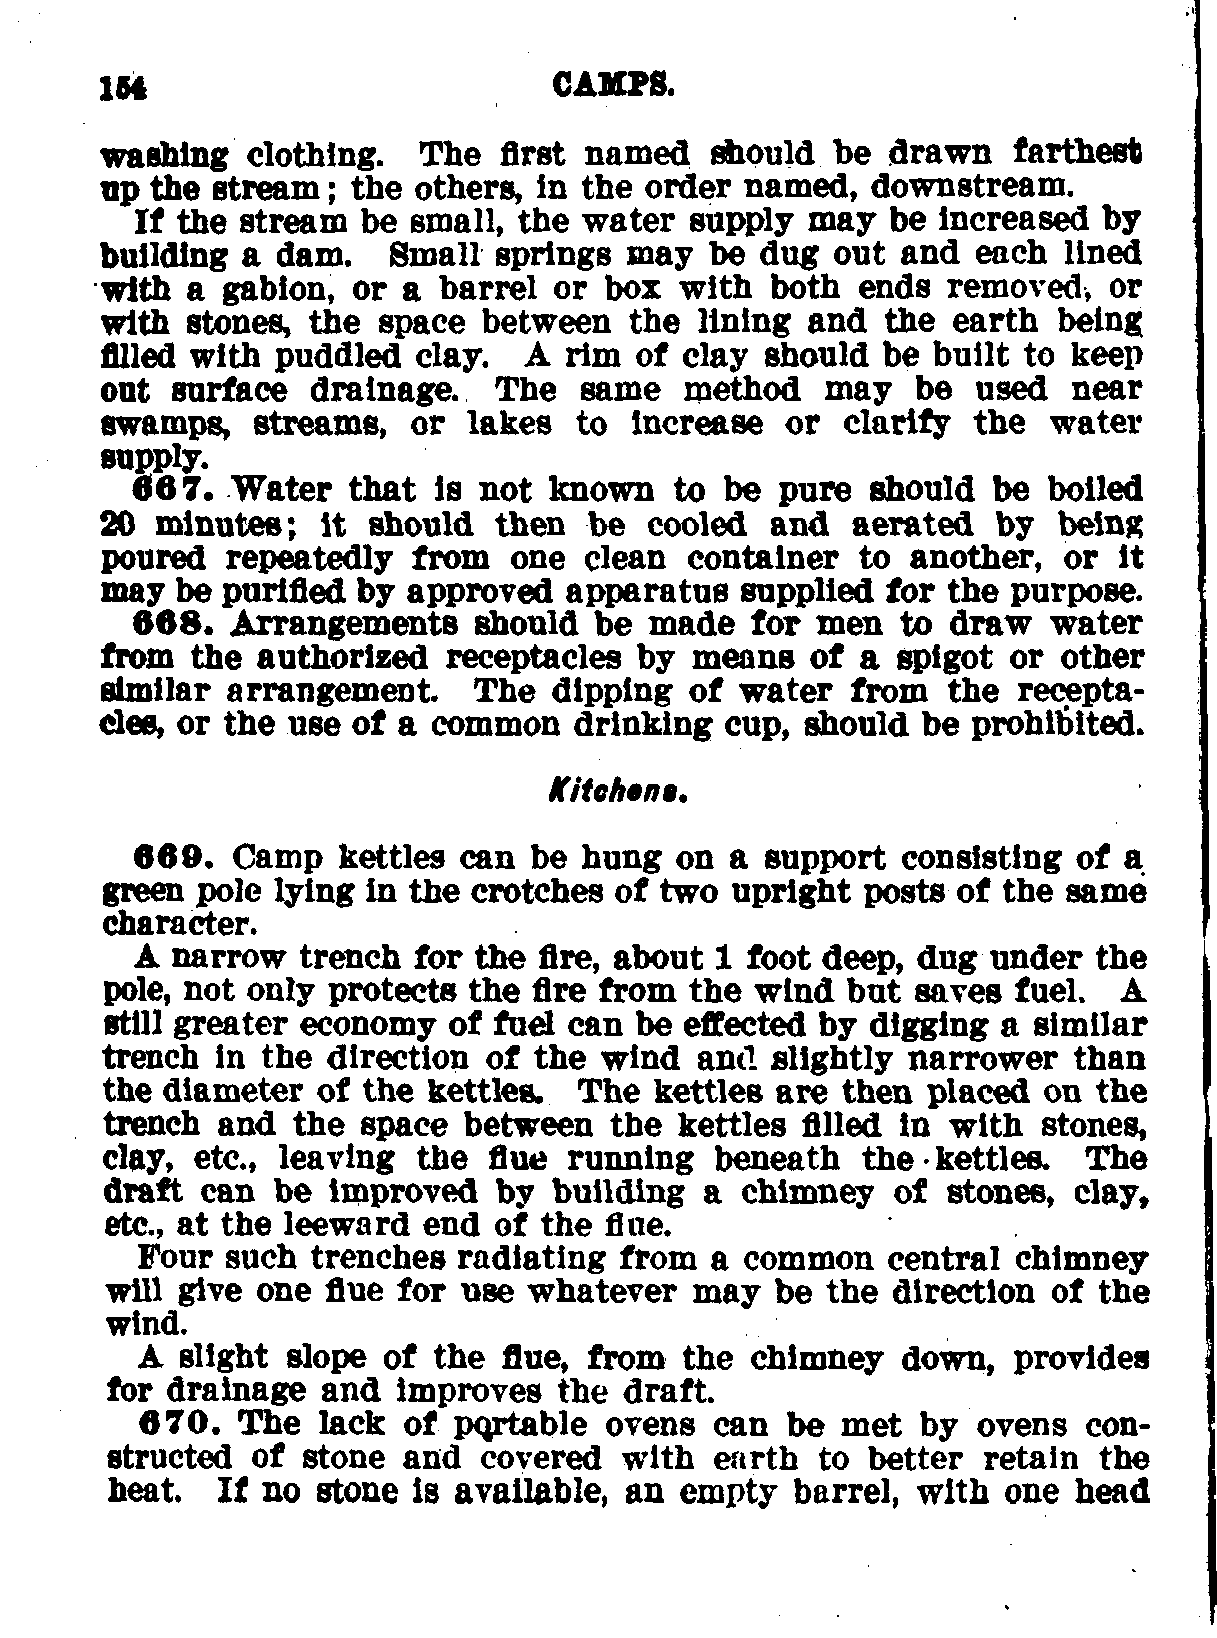 154 CAMPS.
washing clothing. The first named should be drawn farthest
up the stream; the others, in the order named, downstream.
If the stream be small, the water supply may be increased by
building a dam. Small springs may be dug out and each lined
with a gabion, or a barrel or box with both ends removed, or
with stones, the space between the lining and the earth being
filled with puddled clay. A rim of clay should be built to keep
out surface drainage. The same method may be used near
swamps, streams, or lakes to increase or clarify the water
supply.
667. Water that is not known to be pure should be boiled
20 minutes; it should then be cooled and aerated by being
poured repeatedly from one clean container to another, or it
may be purified by approved apparatus supplied for the purpose.
668. Arrangements should be made for men to draw water
from the authorized receptacles by means of a spigot or other
similar arrangement. The dipping of water from the recepta-
cles, or the use of a common drinking cup, should be prohibited.
Kitchens.
669. Camp kettles can be hung on a support consisting of a
green pole lying in the crotches of two upright posts of the same
character.
A narrow trench for the fire, about 1 foot deep, dug under the
pole, not only protects the fire from the wind but saves fuel. A
still greater economy of fuel can be effected by digging a similar
trench in the direction of the wind and slightly narrower than
the diameter of the kettles. The kettles are then placed on the
trench and the space between the kettles filled in with stones,
clay, etc., leaving the flue running beneath the kettles. The
draft can be improved by building a chimney of stones, clay,
etc., at the leeward end of the flue.
Four such trenches radiating from a common central chimney
will give one flue for use whatever may be the direction of the
wind.
A slight slope of the flue, from the chimney down, provides
for drainage and improves the draft.
670. The lack of portable ovens can be met by ovens con-
structed of stone and covered with earth to better retain the
heat. If no stone is available, an empty barrel, with one head